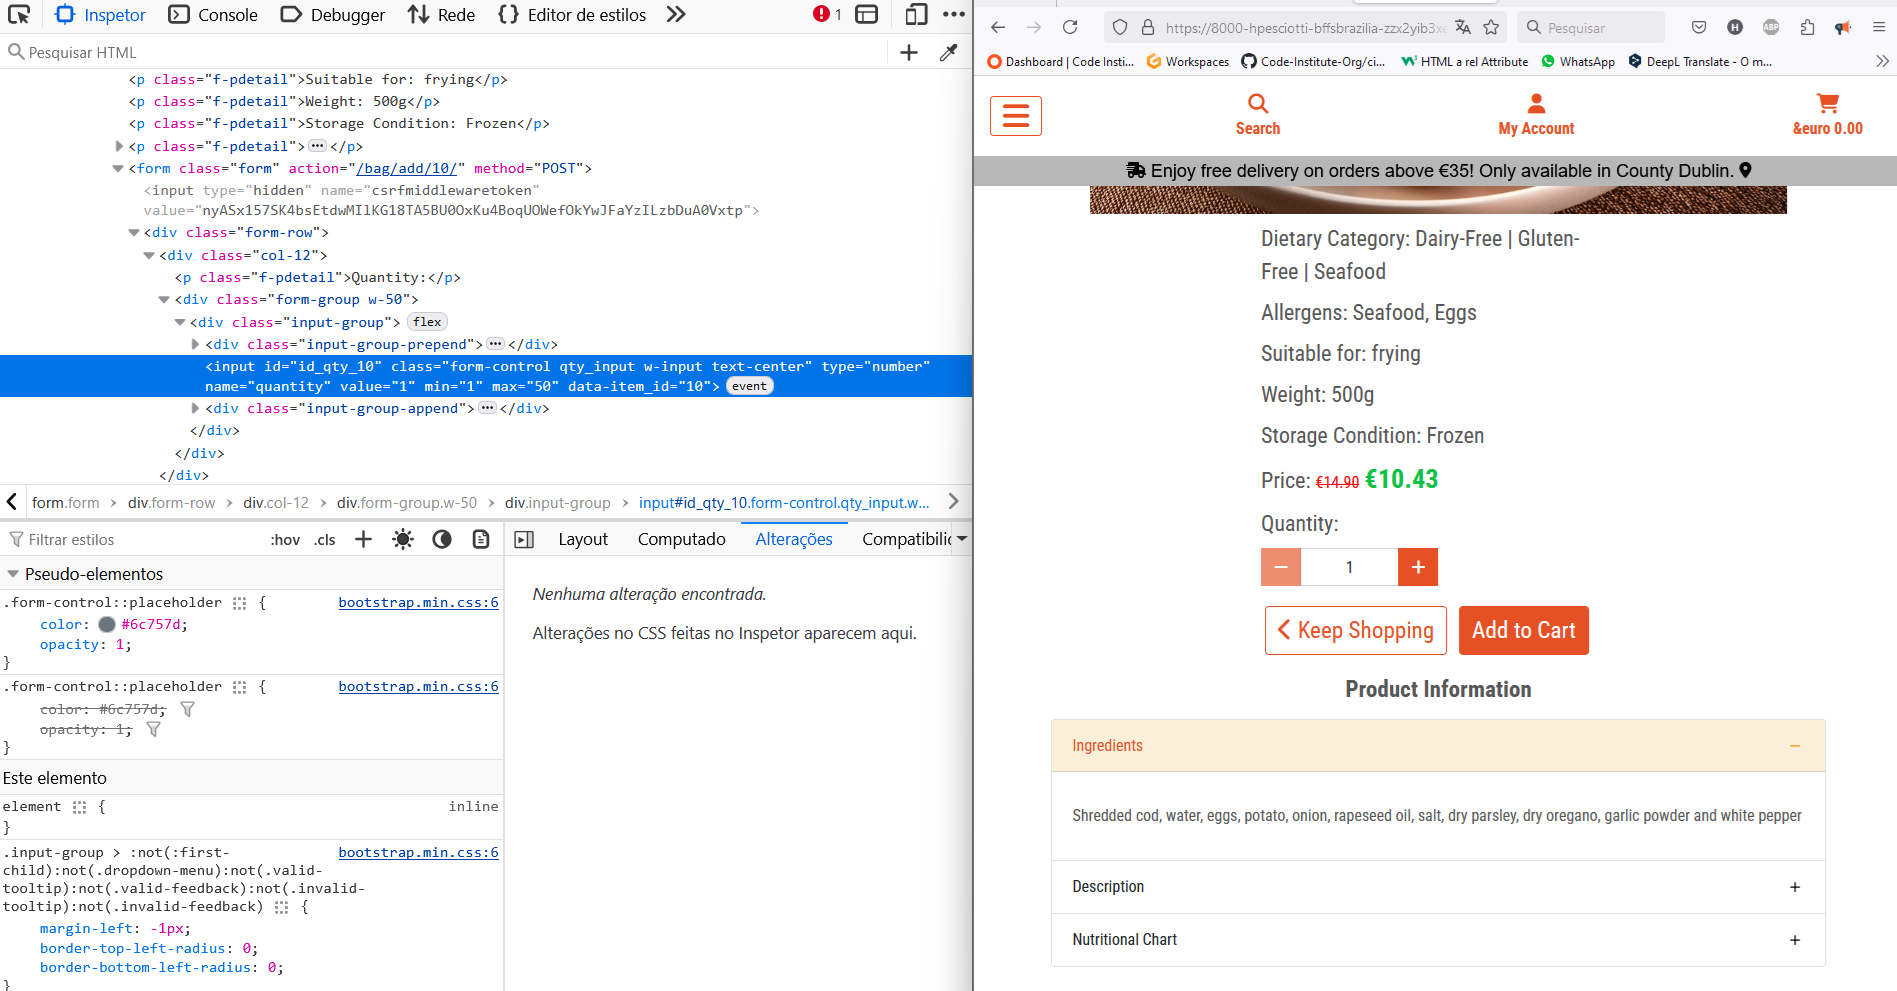 Inspetor
Console
Debugger
Rede
{} Editor de estilos
1
Pesquisar HTML
<p class="f-pdetail">Suitable for: frying</p>
<p class="f-pdetail">Weight: 500g</p>
<p class="f-pdetail">Storage Condition: Frozen</p>
<p class="f-pdetail">•••</p>
<form class="form" action="/bag/add/10/" method="POST">
<input type="hidden" name="csrfmiddlewaretoken"
value="nyASx157SK4bsEtdwMIlKG18TA5BU0OxKu4BoqUOWefOkYwJFaYzILzbDuA0Vxtp">
<div class="form-row">
<div class="col-12">
<p class="f-pdetail">Quantity:</p>
<div class="form-group w-50">
<div class="input-group"> flex
<div class="input-group-prepend">•••</div>
<input id="id_qty_10" class="form-control qty_input w-input text-center" type="number"
name="quantity" value="1" min="1" max="50" data-item_id="10"> event
<div class="input-group-append">•••</div>
</div>
</div>
</div>
form.form > div.form-row > div.col-12 > div.form-group.w-50 > div.input-group > input#id_qty_10.form-control.qty_input.w...
Filtrar estilos
:hov .cls +
Pseudo-elementos
.form-control::placeholder {
bootstrap.min.css:6
color: #6c757d;
opacity: 1;
}
.form-control::placeholder {
bootstrap.min.css:6
color: #6c757d;
opacity: 1;
}
Este elemento
element {
inline
}
.input-group > :not(:first-
bootstrap.min.css:6
child):not(.dropdown-menu):not(.valid-
tooltip):not(.valid-feedback):not(.invalid-
tooltip):not(.invalid-feedback) {
margin-left: -1px;
border-top-left-radius: 0;
border-bottom-left-radius: 0;
}
Layout
Computado
Alterações
Compatibilic
Nenhuma alteração encontrada.
Alterações no CSS feitas no Inspetor aparecem aqui.
https://8000-hpesciotti-bffsbrazilia-zzx2yib3xe
Pesquisar
H
ABP
Dashboard | Code Insti...
Workspaces
Code-Institute-Org/ci...
HTML a rel Attribute
WhatsApp
DeepL Translate - O m...
Search
My Account
&euro 0.00
Enjoy free delivery on orders above €35! Only available in County Dublin.
Dietary Category: Dairy-Free | Gluten-
Free | Seafood
Allergens: Seafood, Eggs
Suitable for: frying
Weight: 500g
Storage Condition: Frozen
Price: €14.90 €10.43
Quantity:
− 1 +
Keep Shopping
Add to Cart
Product Information
Ingredients −
Shredded cod, water, eggs, potato, onion, rapeseed oil, salt, dry parsley, dry oregano, garlic powder and white pepper
Description +
Nutritional Chart +